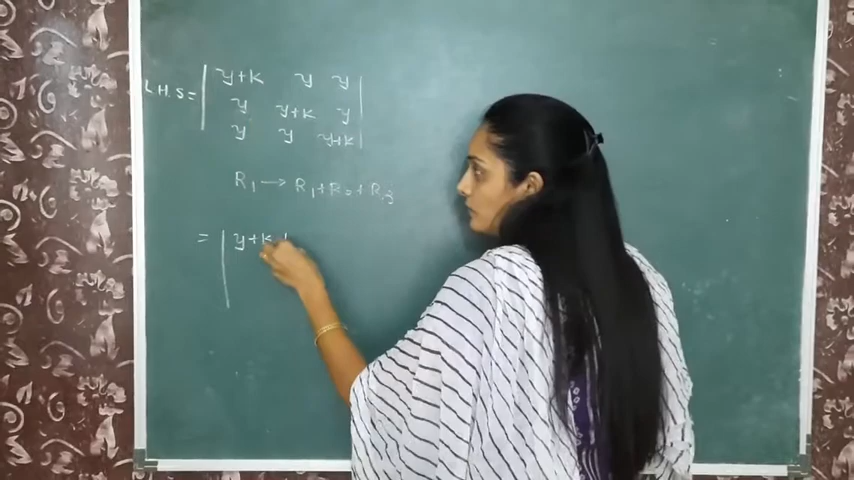 L.H.S = | y+k y y |
| y y+k y |
| y y y+k |
R₁ → R₁+R₂+R₃
= | y+k +